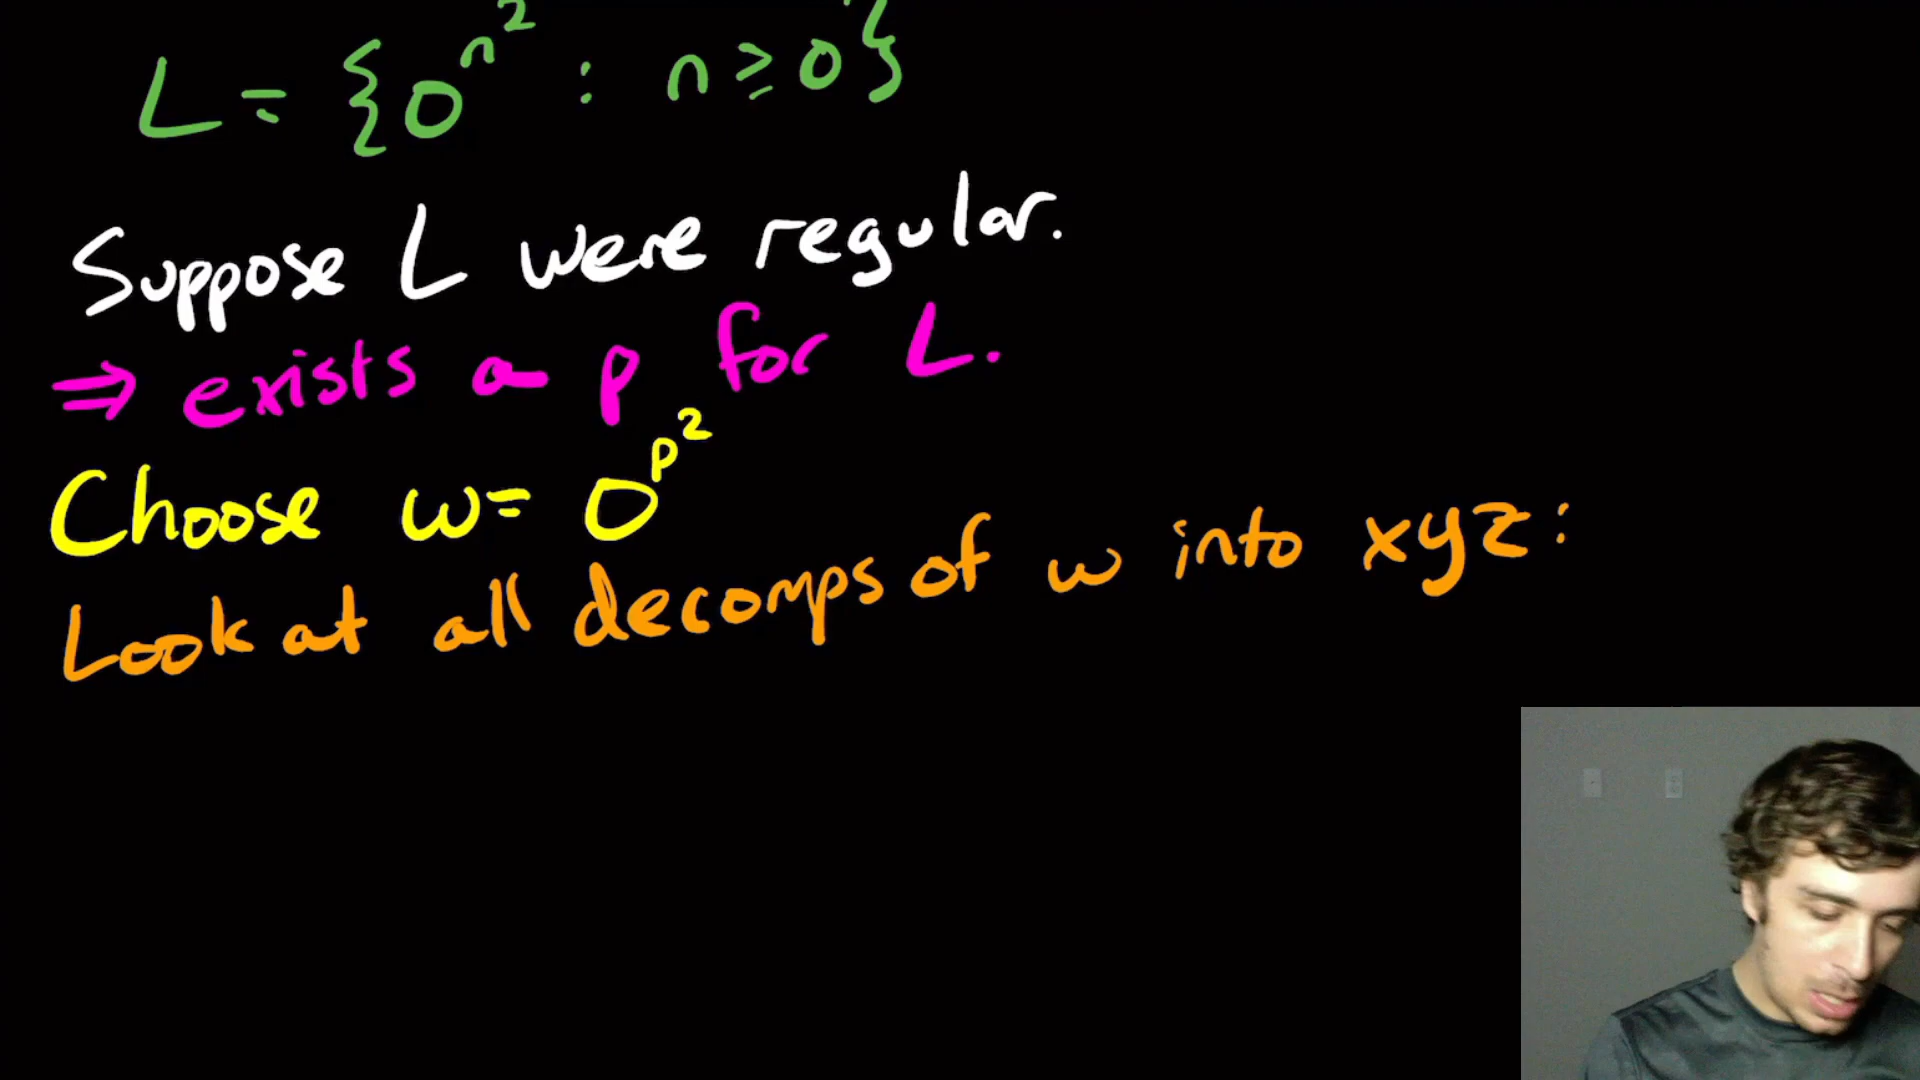 L = {0^{n^2} : n ≥ 0}
Suppose L were regular.
⇒ exists a p for L.
Choose w = 0^{p^2}
Look at all decomps of w into xyz: